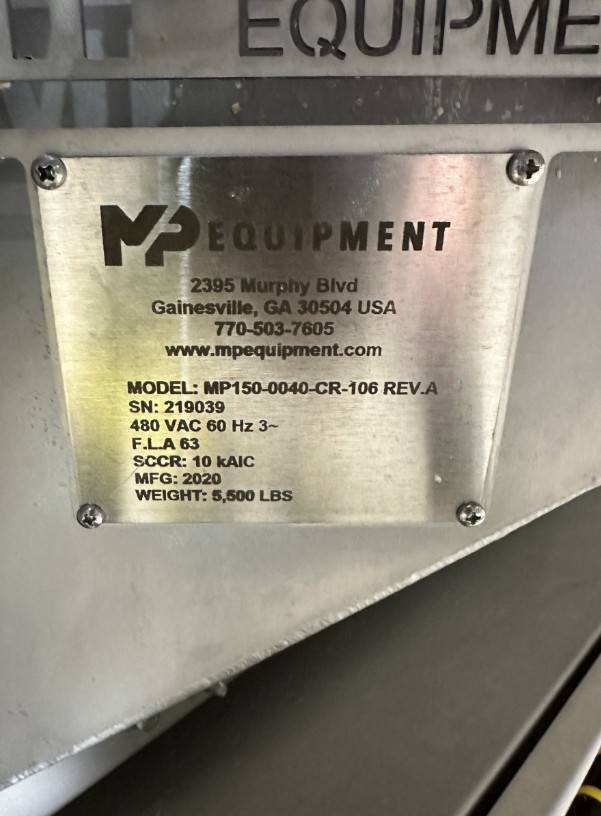 EQUIPME
MP EQUIPMENT
2395 Murphy Blvd
Gainesville, GA 30504 USA
770-503-7605
www.mpequipment.com
MODEL: MP150-0040-CR-106 REV.A
SN: 219039
480 VAC 60 Hz 3~
F.L.A 63
SCCR: 10 kAIC
MFG: 2020
WEIGHT: 5,500 LBS